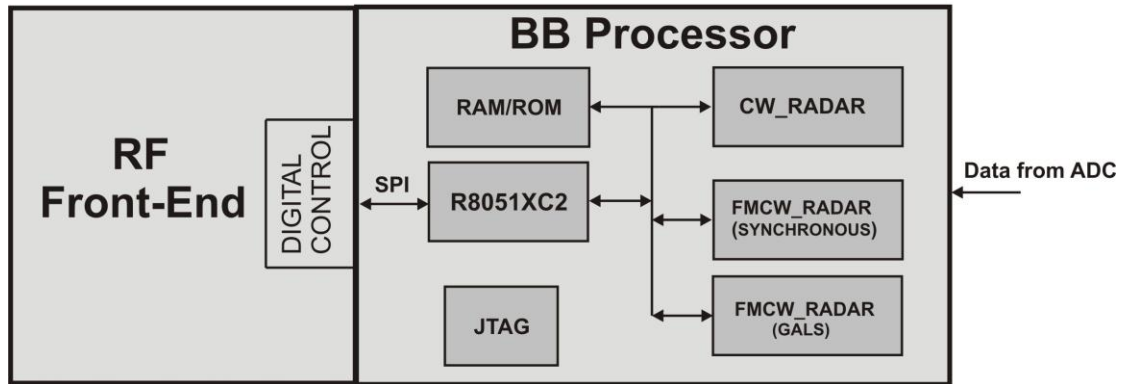 BB Processor
RF
Front-End
DIGITAL
CONTROL
SPI
RAM/ROM
R8051XC2
JTAG
CW_RADAR
FMCW_RADAR
(SYNCHRONOUS)
FMCW_RADAR
(GALS)
Data from ADC